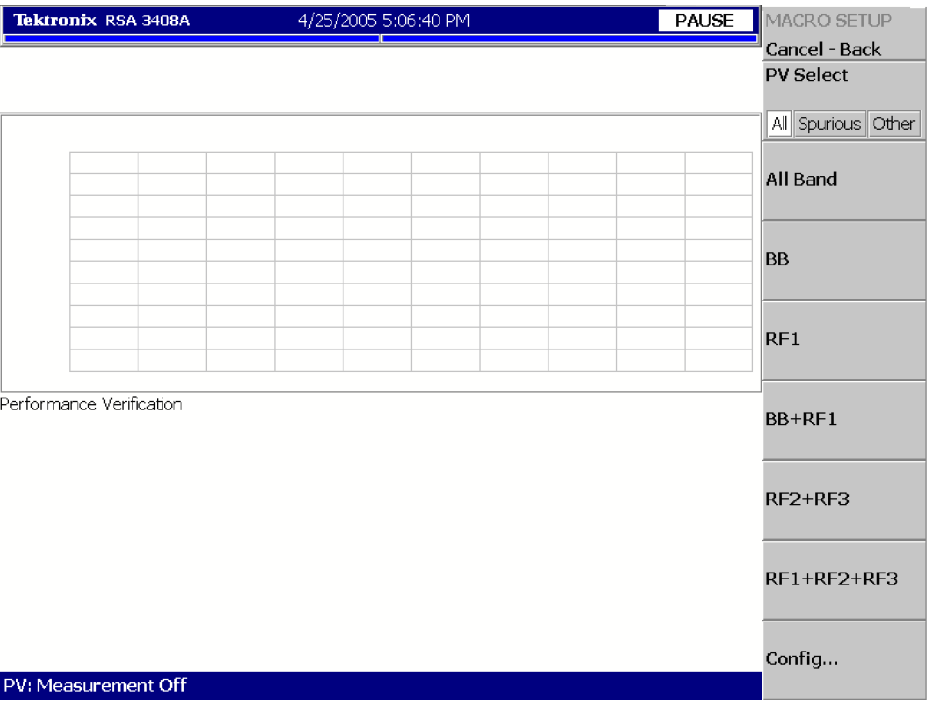 Tektronix RSA 3408A 4/25/2005 5:06:40 PM PAUSE
MACRO SETUP
Cancel - Back
PV Select
All Spurious Other
All Band
BB
RF1
Performance Verification
BB+RF1
RF2+RF3
RF1+RF2+RF3
Config...
PV: Measurement Off